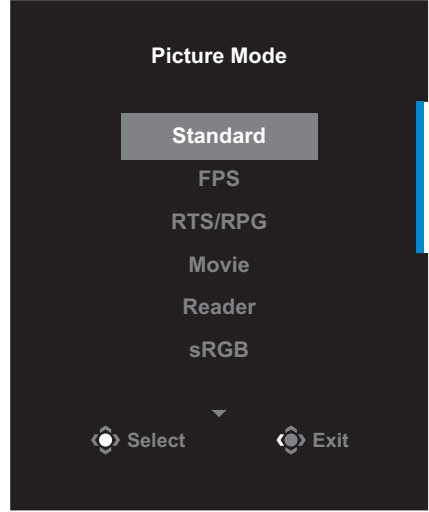 Picture Mode
Standard
FPS
RTS/RPG
Movie
Reader
sRGB
Select Exit